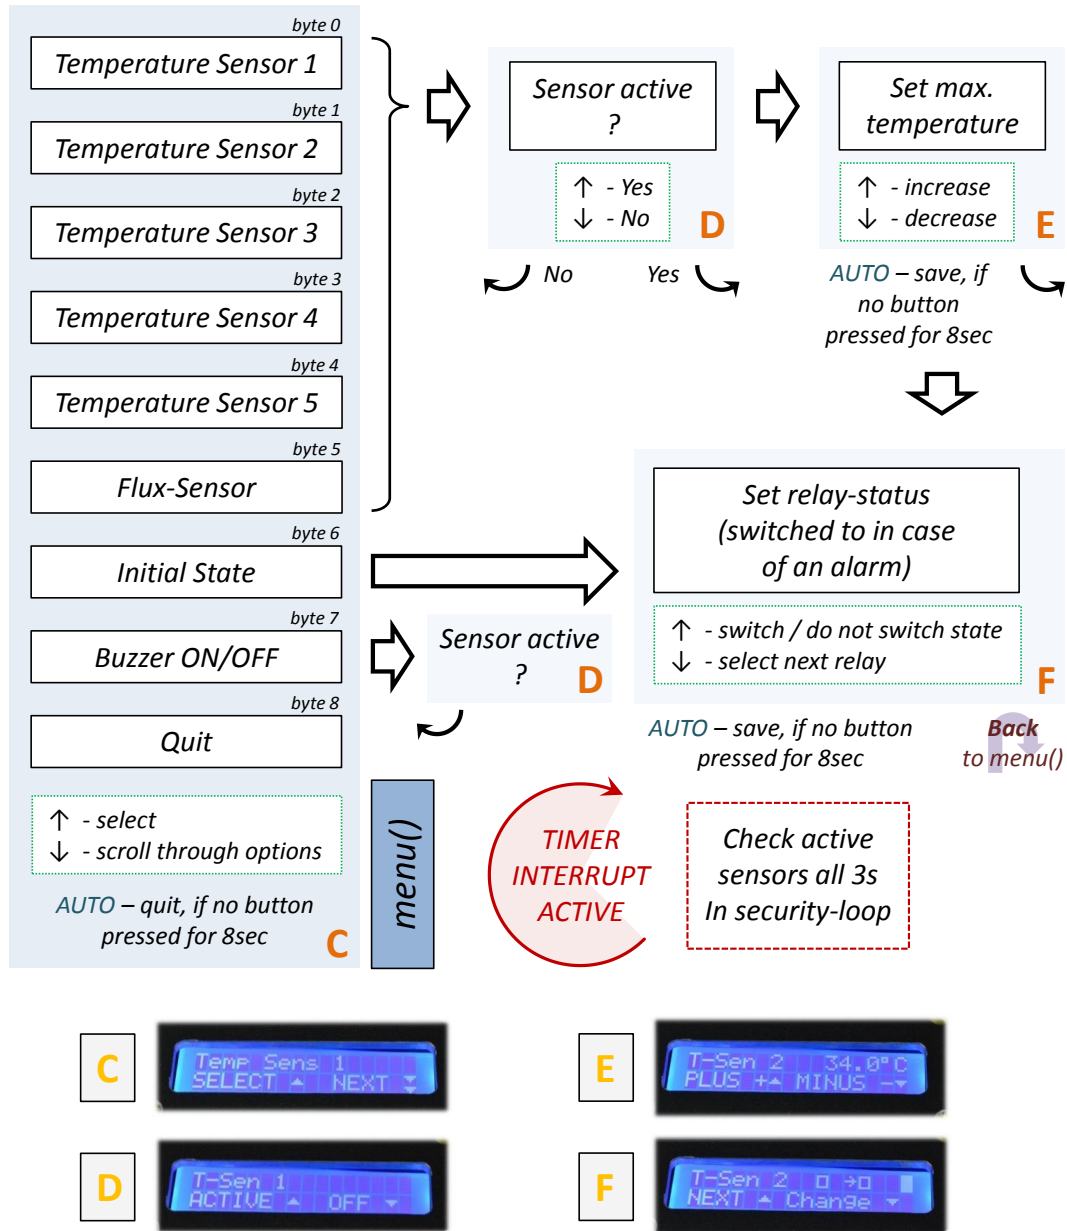 byte 0
Temperature Sensor 1
byte 1
Temperature Sensor 2
byte 2
Temperature Sensor 3
byte 3
Temperature Sensor 4
byte 4
Temperature Sensor 5
byte 5
Flux-Sensor
byte 6
Initial State
byte 7
Buzzer ON/OFF
byte 8
Quit
↑ - select
↓ - scroll through options
AUTO – quit, if no button
pressed for 8sec
C
Sensor active
?
↑ - Yes
↓ - No
D
No Yes
Set max.
temperature
↑ - increase
↓ - decrease
E
AUTO – save, if
no button
pressed for 8sec
Set relay-status
(switched to in case
of an alarm)
↑ - switch / do not switch state
↓ - select next relay
F
AUTO – save, if no button
pressed for 8sec
Back
to menu()
Sensor active
?
D
menu()
TIMER
INTERRUPT
ACTIVE
Check active
sensors all 3s
In security-loop
C
Temp Sens 1
SELECT NEXT
E
T-Sen 2 34.0°C
PLUS + MINUS -
D
T-Sen 1
ACTIVE OFF
F
T-Sen 2 →
NEXT Change